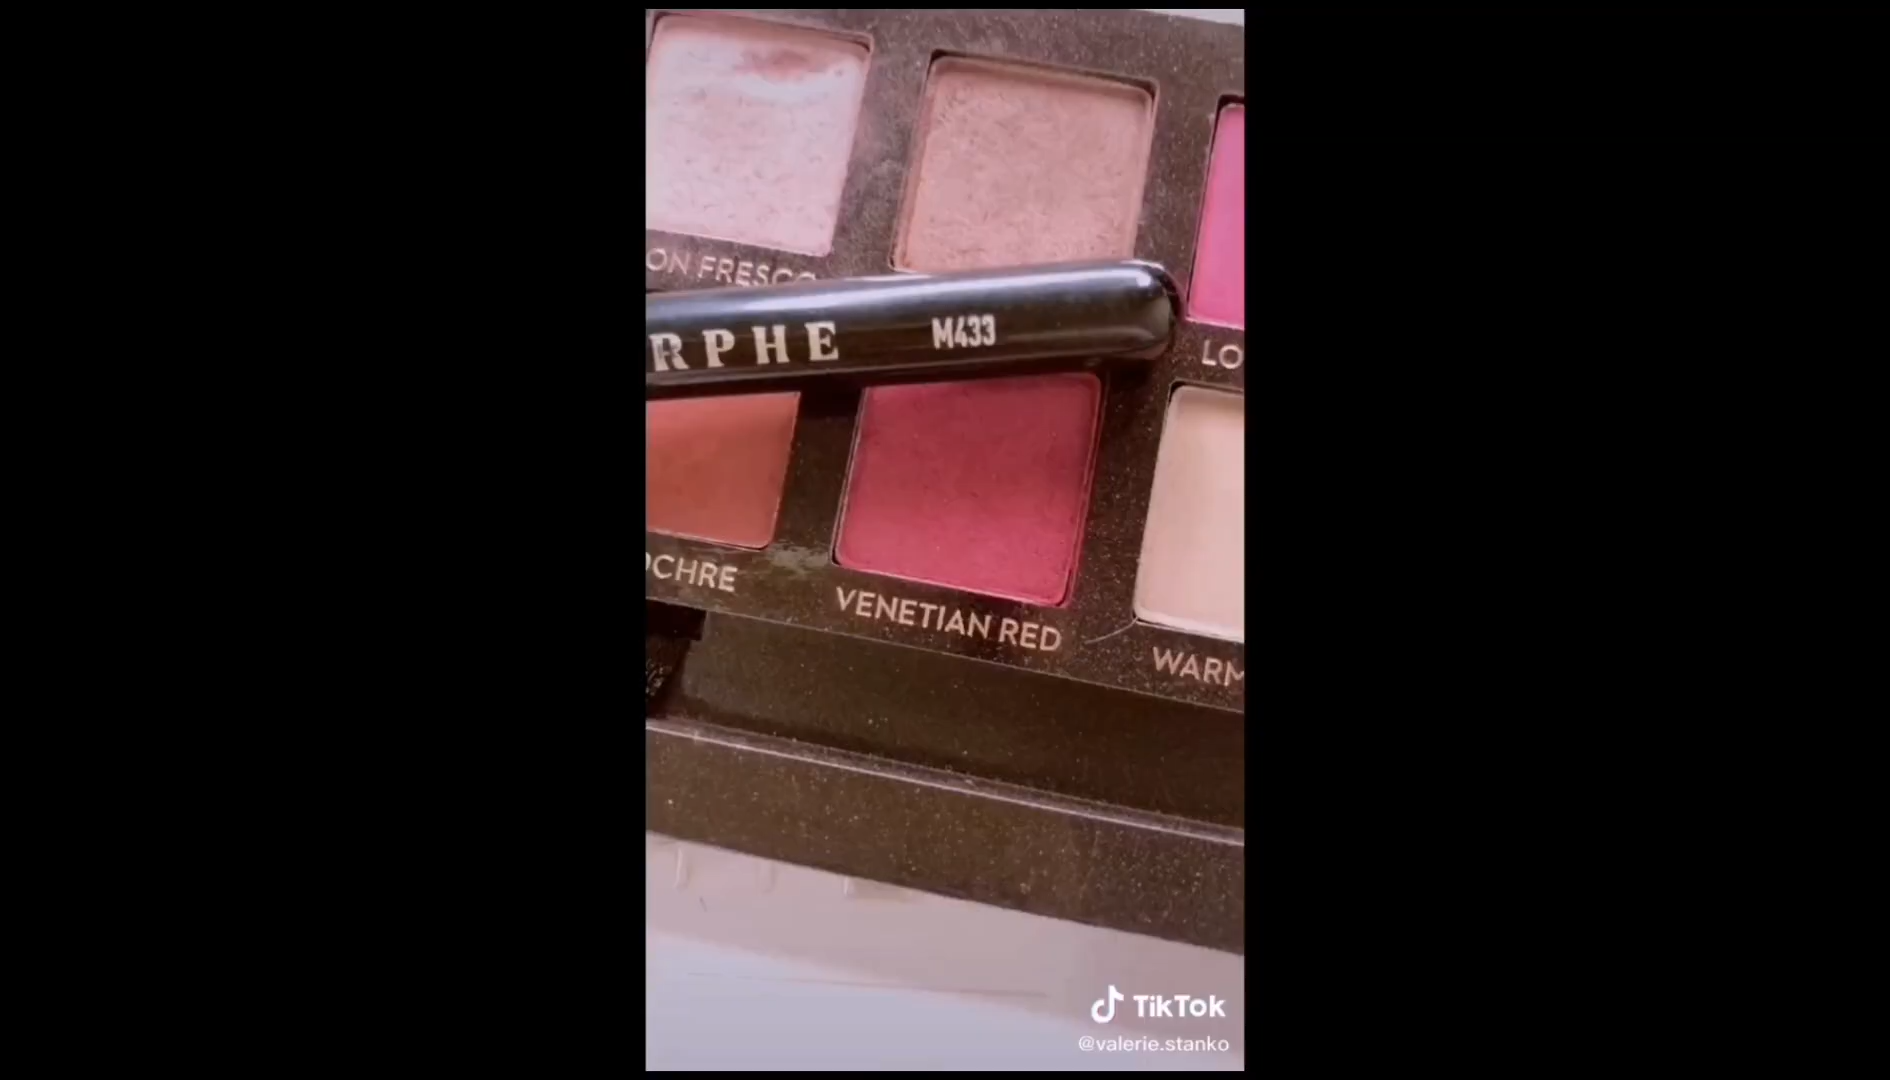 ON FRESCO
RPHE M433
LO
OCHRE
VENETIAN RED
WARM
TikTok
@valerie.stanko